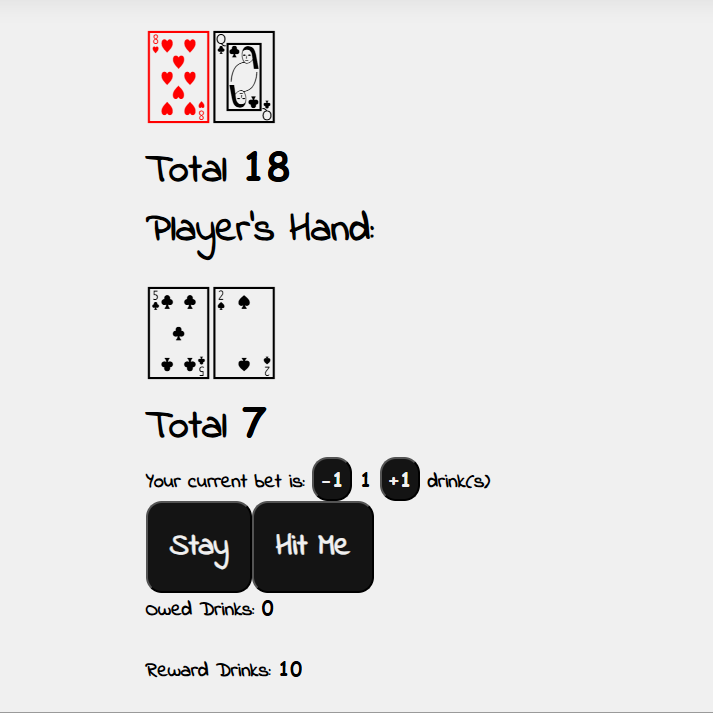 8 8 Q Q
Total 18
Player's Hand:
5 5 2 2
Total 7
Your current bet is: -1 1 +1 drink(s)
Stay Hit Me
Owed Drinks: 0
Reward Drinks: 10